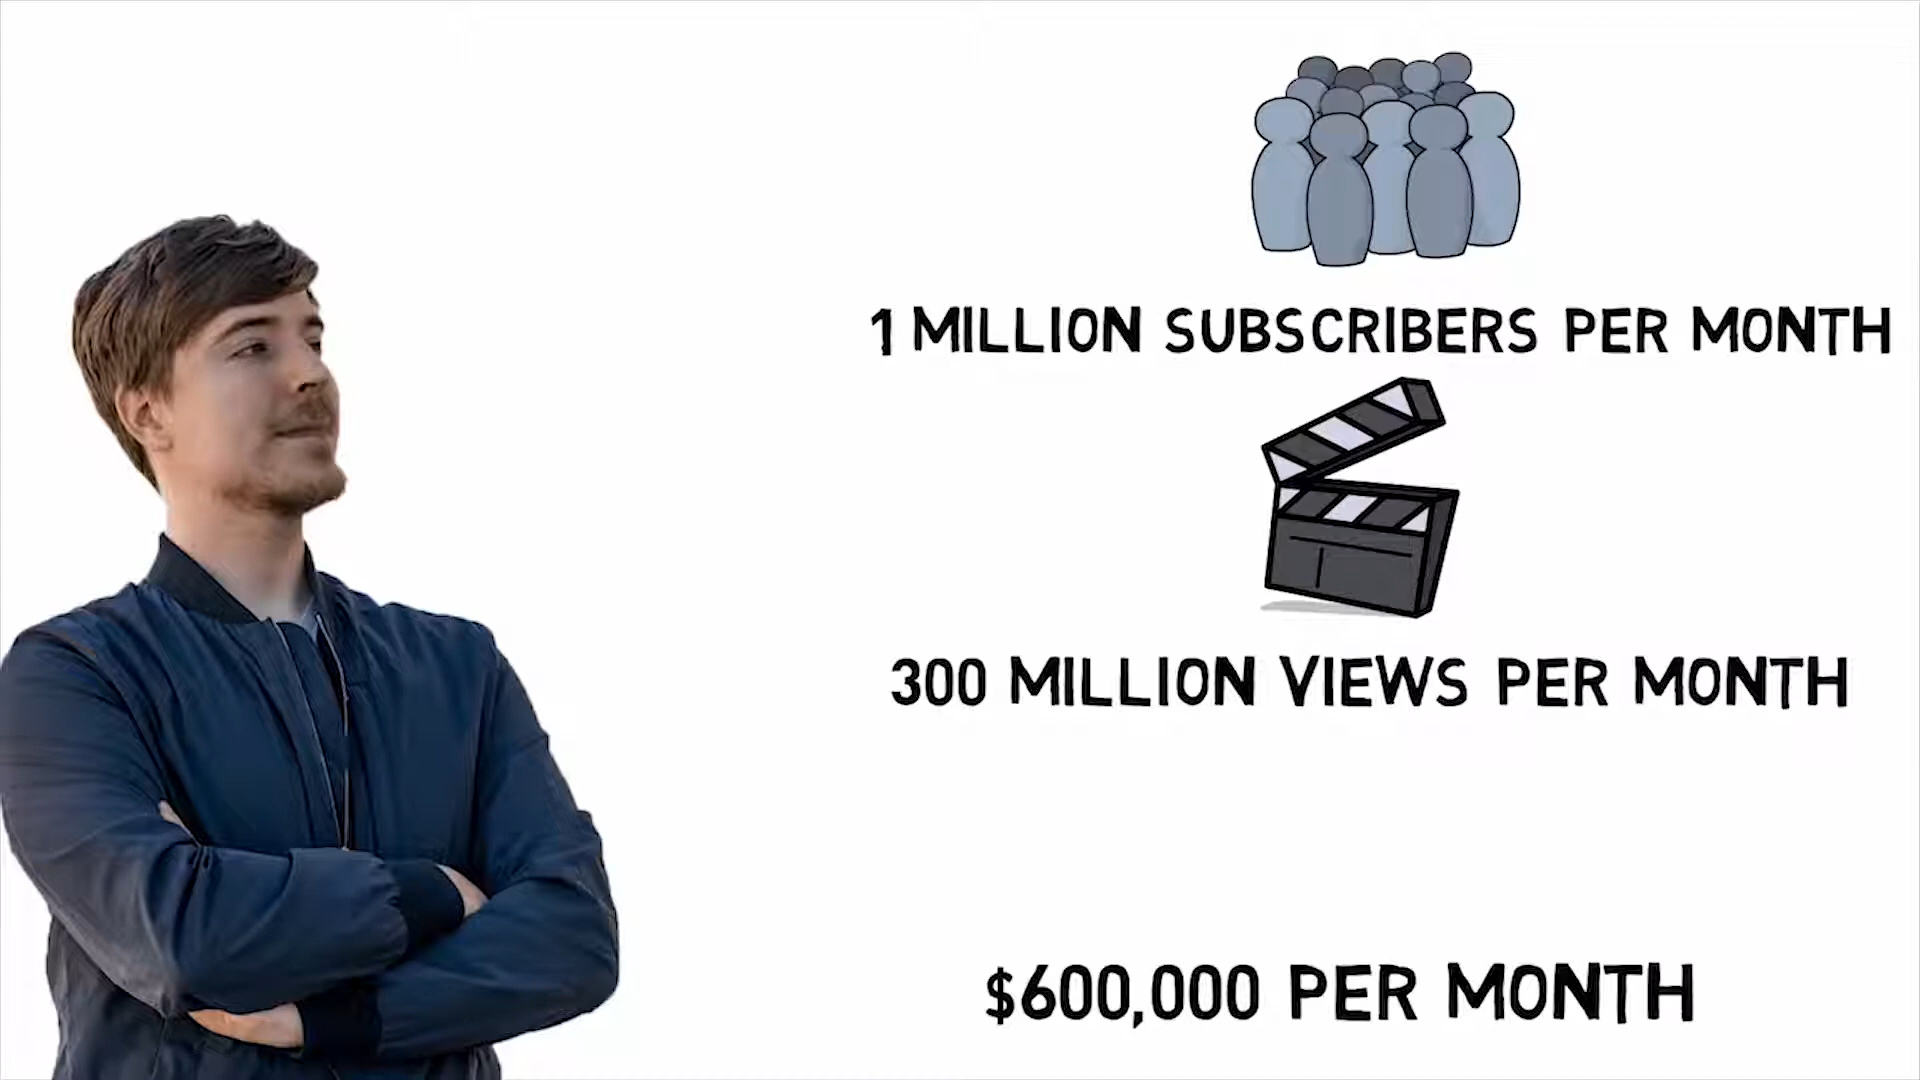 1 MILLION SUBSCRIBERS PER MONTH
300 MILLION VIEWS PER MONTH
$600,000 PER MONTH